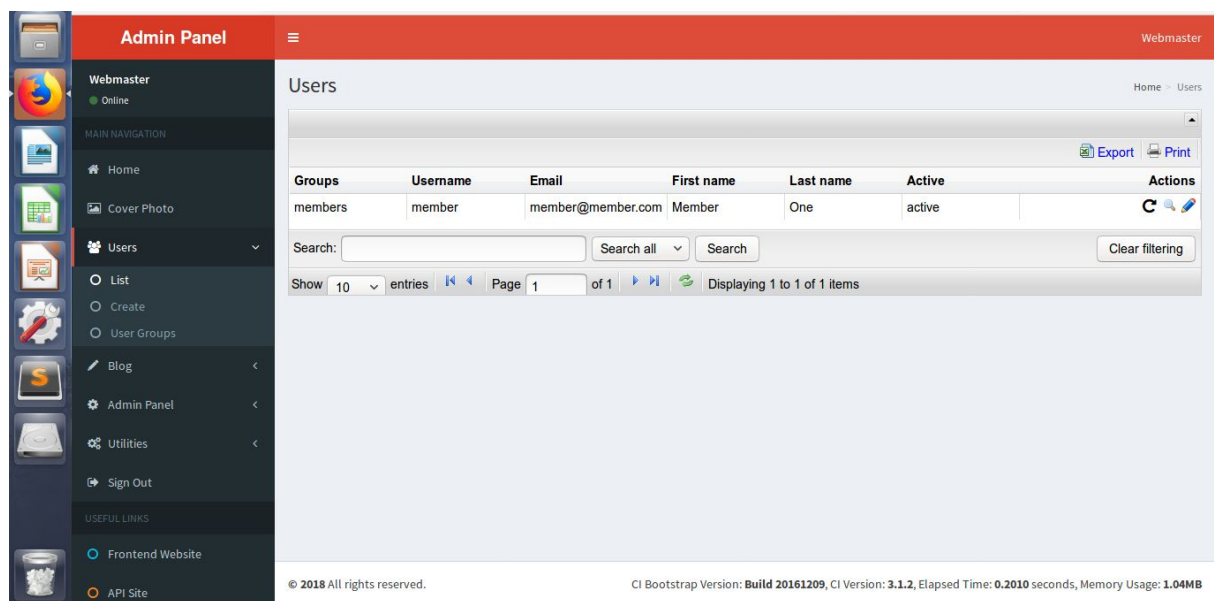 Admin Panel
Webmaster
Webmaster
Online
MAIN NAVIGATION
Home
Cover Photo
Users
List
Create
User Groups
Blog
Admin Panel
Utilities
Sign Out
USEFUL LINKS
Frontend Website
API Site
Users
Home > Users
Export Print
Groups Username Email First name Last name Active Actions
members member member@member.com Member One active
Search: Search all Search Clear filtering
Show 10 entries Page 1 of 1 Displaying 1 to 1 of 1 items
© 2018 All rights reserved. CI Bootstrap Version: Build 20161209, CI Version: 3.1.2, Elapsed Time: 0.2010 seconds, Memory Usage: 1.04MB
S